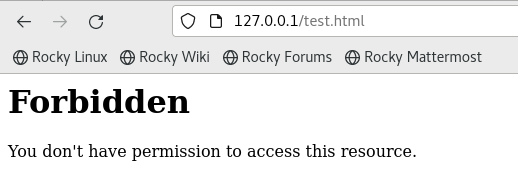 127.0.0.1/test.html
Rocky Linux Rocky Wiki Rocky Forums Rocky Mattermost
Forbidden
You don't have permission to access this resource.